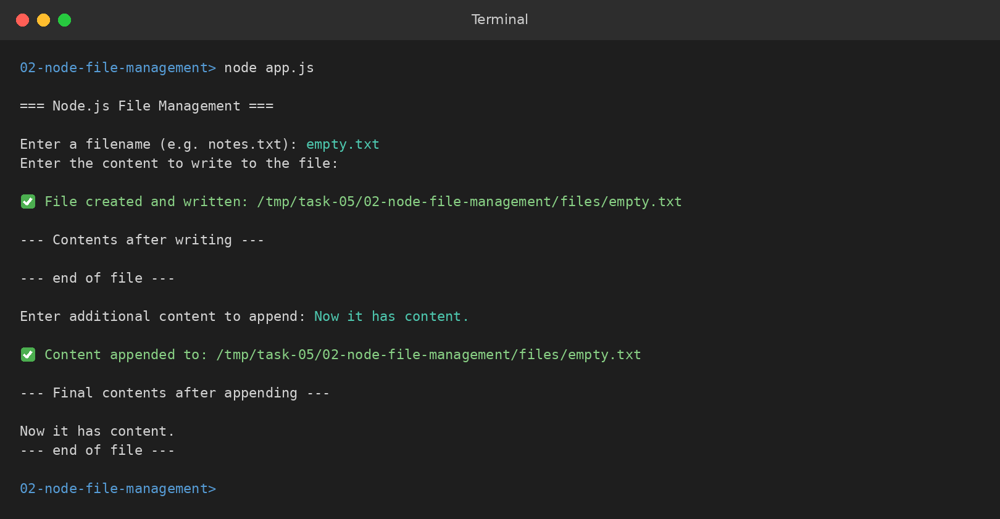 Terminal
02-node-file-management> node app.js
=== Node.js File Management ===
Enter a filename (e.g. notes.txt): empty.txt
Enter the content to write to the file:
✅ File created and written: /tmp/task-05/02-node-file-management/files/empty.txt
--- Contents after writing ---
--- end of file ---
Enter additional content to append: Now it has content.
✅ Content appended to: /tmp/task-05/02-node-file-management/files/empty.txt
--- Final contents after appending ---
Now it has content.
--- end of file ---
02-node-file-management>